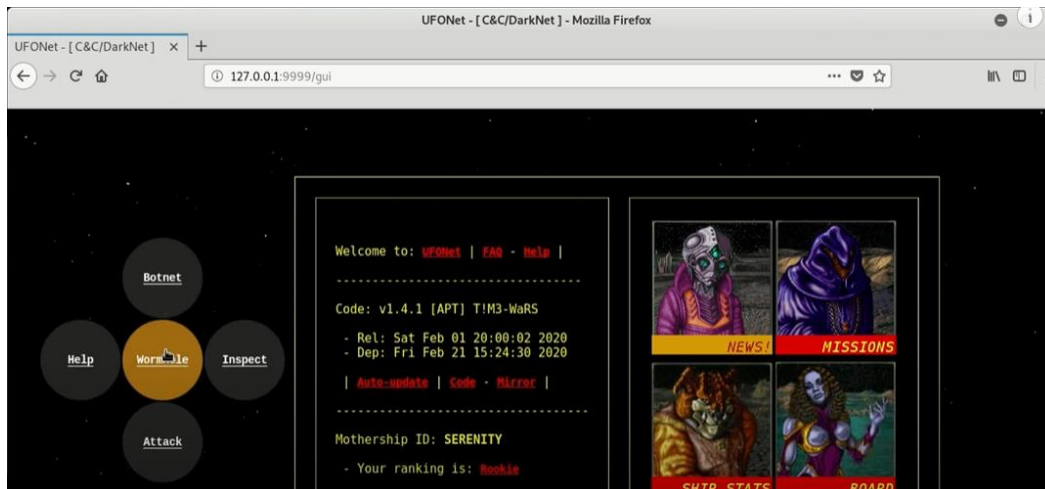 UFONet - [ C&C/DarkNet ] - Mozilla Firefox
i
UFONet - [ C&C/DarkNet ] × +
127.0.0.1:9999/gui
Botnet
Help
Inspect
Attack
Welcome to: UFONet | FAQ - Help |
---------------------------------
Code: v1.4.1 [APT] T!M3-WaRS
- Rel: Sat Feb 01 20:00:02 2020
- Dep: Fri Feb 21 15:24:30 2020
| Auto-update | Code - Mirror |
----------------------------------
Mothership ID: SERENITY
- Your ranking is: Rookie
NEWS!
MISSIONS
SHIP STATS
BOARD